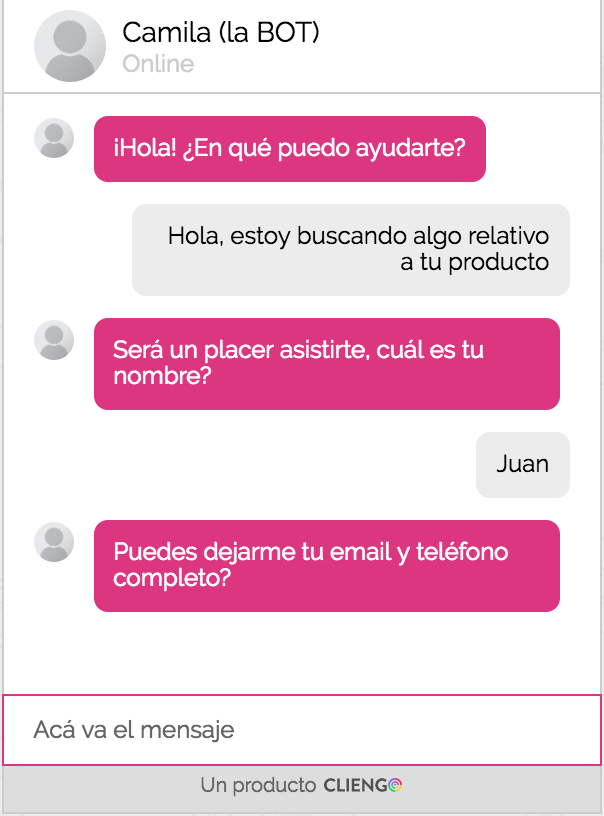 Camila (la BOT)
Online
¡Hola! ¿En qué puedo ayudarte?
Hola, estoy buscando algo relativo
a tu producto
Será un placer asistirte, cuál es tu
nombre?
Juan
Puedes dejarme tu email y teléfono
completo?
Acá va el mensaje
Un producto CLIENGO